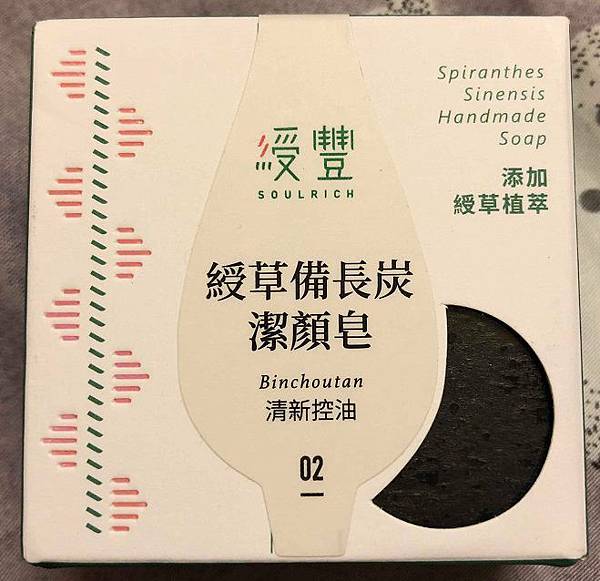 Spiranthes
Sinensis
Handmade
Soap
添加
綬草植萃
綬豐
SOULRICH
綬草備長炭
潔顏皂
Binchoutan
清新控油
02